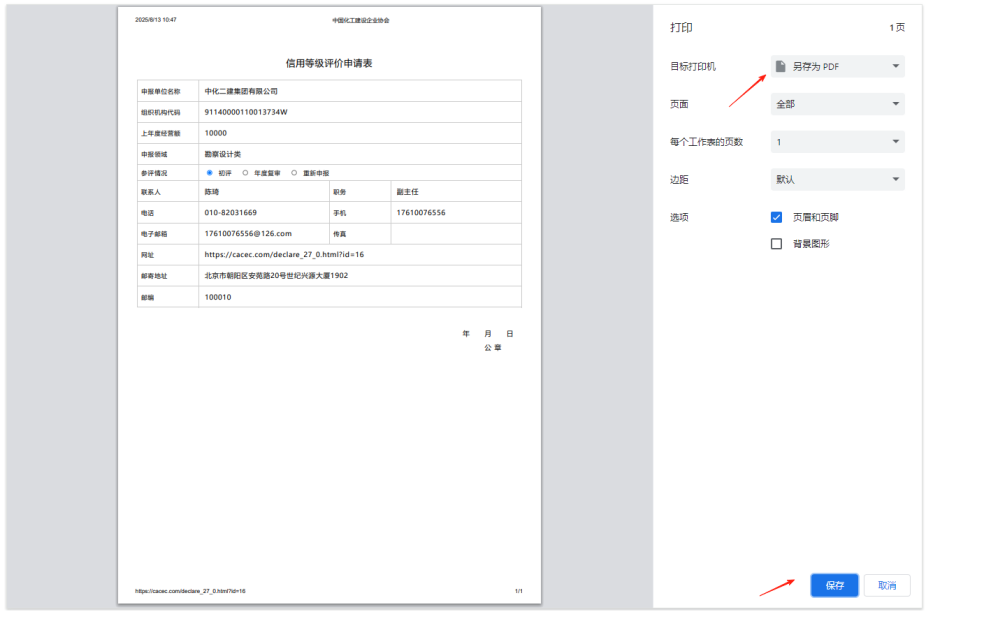 2025/8/13 10:47 中国化工建设企业协会
信用等级评价申请表
申报单位名称 中化二建集团有限公司
组织机构代码 91140000110013734W
上年度经营额 10000
申报领域 勘察设计类
参评情况 初评 年度复审 重新申报
联系人 陈琦 职务 副主任
电话 010-82031669 手机 17610076556
电子邮箱 17610076556@126.com 传真
网址 https://cacec.com/declare_27_0.html?id=16
邮寄地址 北京市朝阳区安苑路20号世纪兴源大厦1902
邮编 100010
年 月 日
公 章
https://cacec.com/declare_27_0.html?id=16 1/1
打印 1 页
目标打印机 另存为 PDF
页面 全部
每个工作表的页数 1
边距 默认
选项 页眉和页脚
背景图形
保存 取消